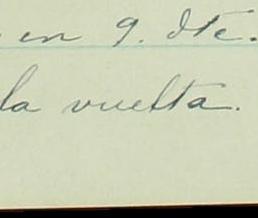 en 9. Dte.
la vuelta.